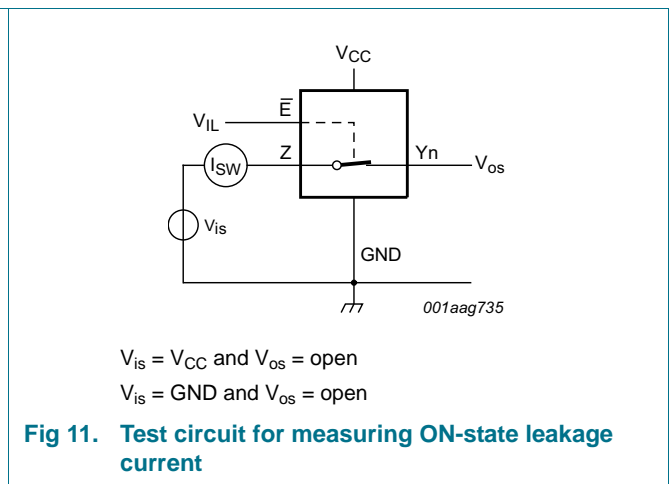 VCC
E̅
VIL
Z
Yn
ISW
Vos
Vis
GND
001aag735
Vis = VCC and Vos = open
Vis = GND and Vos = open
Fig 11. Test circuit for measuring ON-state leakage
current